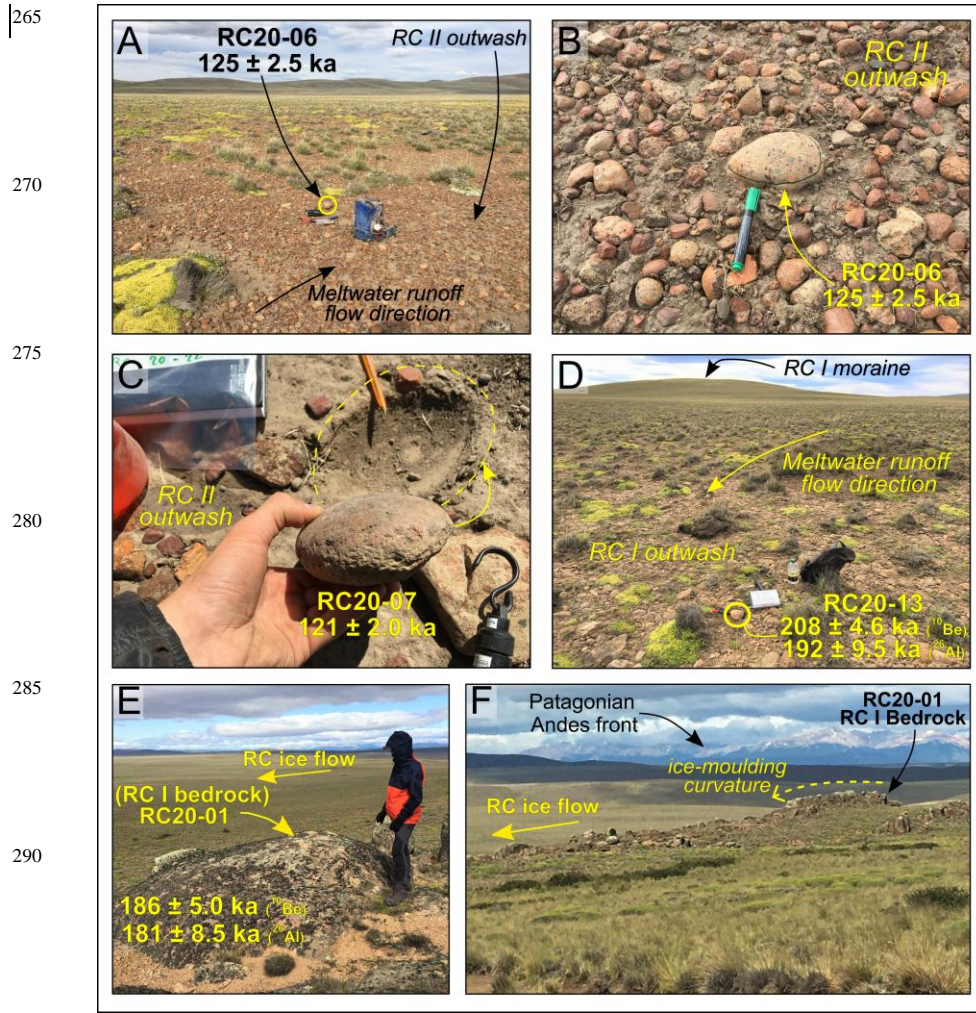 265
270
275
280
285
290
A
RC20-06
125 ± 2.5 ka
RC II outwash
Meltwater runoff
flow direction
B
RC II
outwash
RC20-06
125 ± 2.5 ka
C
RC II
outwash
RC20-07
121 ± 2.0 ka
D
RC I moraine
Meltwater runoff
flow direction
RC I outwash
RC20-13
208 ± 4.6 ka (¹⁰Be)
192 ± 9.5 ka (²⁶Al)
E
RC ice flow
(RC I bedrock)
RC20-01
186 ± 5.0 ka (¹⁰Be)
181 ± 8.5 ka (²⁶Al)
F
Patagonian
Andes front
RC20-01
RC I Bedrock
ice-moulding
curvature
RC ice flow